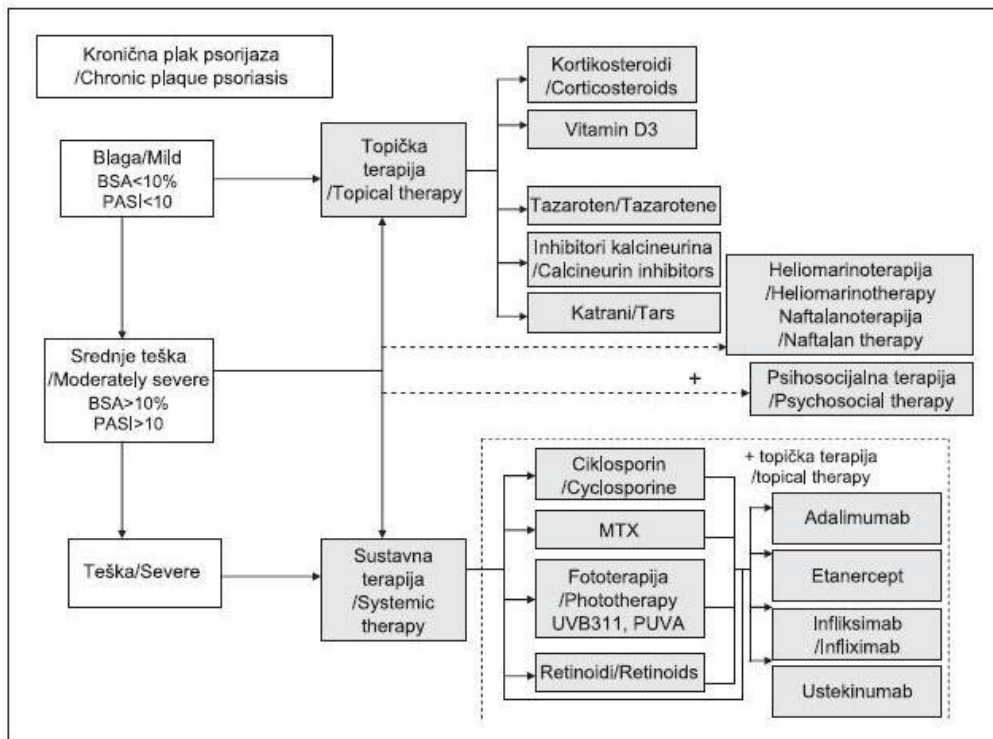 Kronična plak psorijaza
/Chronic plaque psoriasis
Blaga/Mild
BSA<10%
PASI<10
Topička
terapija
/Topical therapy
Kortikosteroidi
/Corticosteroids
Vitamin D3
Tazaroten/Tazarotene
Inhibitori kalcineurina
/Calcineurin inhibitors
Katrani/Tars
Heliomarinoterapija
/Heliomarinotherapy
Naftalanoterapija
/Naftalan therapy
Srednje teška
/Moderately severe
BSA>10%
PASI>10
+
Psihosocijalna terapija
/Psychosocial therapy
Teška/Severe
Sustavna
terapija
/Systemic
therapy
Ciklosporin
/Cyclosporine
MTX
Fototerapija
/Phototherapy
UVB311, PUVA
Retinoidi/Retinoids
+ topička terapija
/topical therapy
Adalimumab
Etanercept
Infliksimab
/Infliximab
Ustekinumab